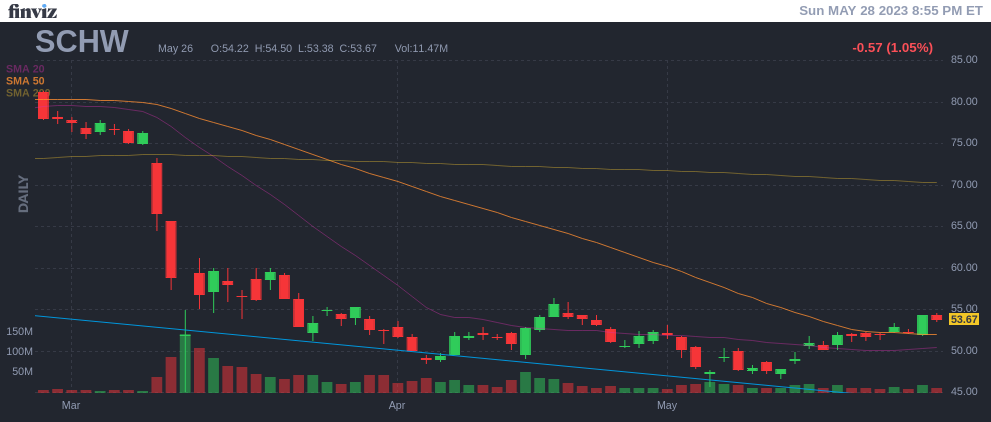 finviz
Sun MAY 28 2023 8:55 PM ET
SCHW
May 26 O:54.22 H:54.50 L:53.38 C:53.67 Vol:11.47M
-0.57 (1.05%)
SMA 20
SMA 50
SMA 200
DAILY
85.00
80.00
75.00
70.00
65.00
60.00
55.00
53.67
50.00
45.00
150M
100M
50M
Mar
Apr
May